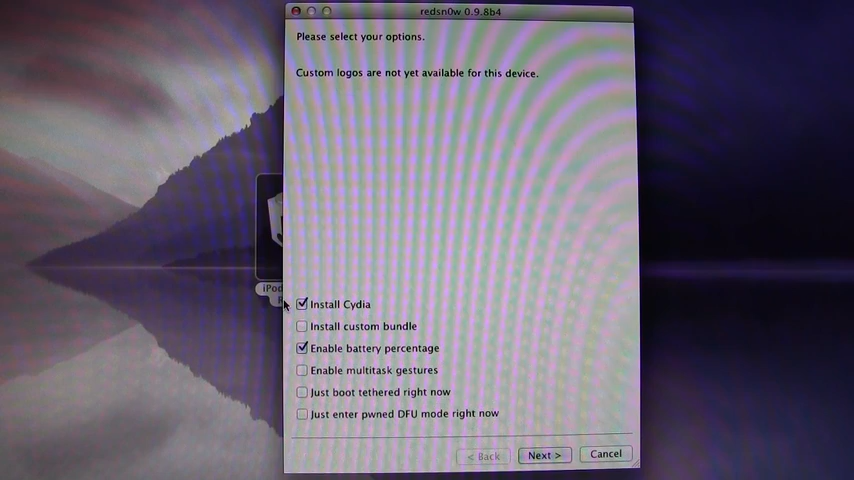 redsn0w 0.9.8b4
Please select your options.
Custom logos are not yet available for this device.
iPod
Install Cydia
Install custom bundle
Enable battery percentage
Enable multitask gestures
Just boot tethered right now
Just enter pwned DFU mode right now
< Back
Next >
Cancel